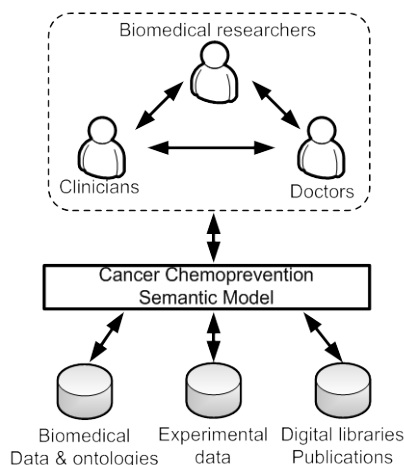 Biomedical researchers
Clinicians
Doctors
Cancer Chemoprevention
Semantic Model
Biomedical
Data & ontologies
Experimental
data
Digital libraries
Publications